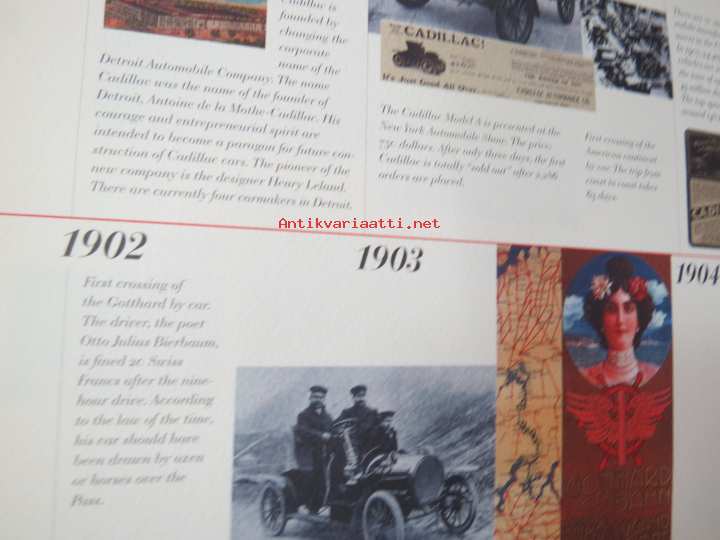 Cadillac is
founded by
changing the
corporate
name of the
Detroit Automobile Company. The name
Cadillac was the name of the founder of
Detroit, Antoine de la Mothe-Cadillac. His
courage and entrepreneurial spirit are
intended to become a paragon for future con-
struction of Cadillac cars. The pioneer of the
new company is the designer Henry Leland.
There are currently four carmakers in Detroit.
CADILLAC!
It's Just Good All Over
The Cadillac Model A is presented at the
New York Automobile Show. The price:
750 dollars. After only three days, the first
Cadillac is totally "sold out" after 2,286
orders are placed.
First crossing of the
American continent
by car. The trip from
coast to coast takes
63 days.
Antikvariaatti.net
1902
1903
1904
First crossing of
the Gotthard by car.
The driver, the poet
Otto Julius Bierbaum,
is fined 20 Swiss
Francs after the nine-
hour drive. According
to the law of the time,
his car should have
been drawn by oxen
or horses over the
Pass.